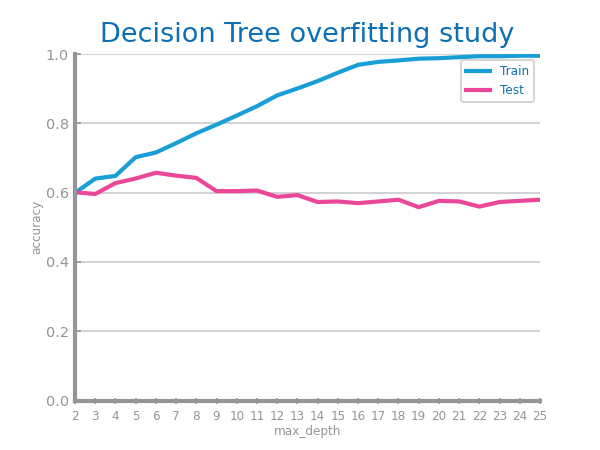 Decision Tree overfitting study
1.0
Train
Test
0.8
0.6
accuracy
0.4
0.2
0.0
2 3 4 5 6 7 8 9 10 11 12 13 14 15 16 17 18 19 20 21 22 23 24 25
max_depth